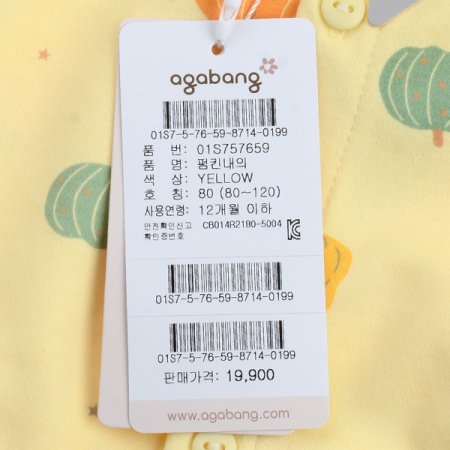 agabang
01S7-5-76-59-8714-0199
품 번: 01S757659
품 명: 펌킨내의
색 상: YELLOW
호 칭: 80 (80~120)
사용연령: 12개월 이하
안전확인신고 CB014R2180-5004
확인증번호
01S7-5-76-59-8714-0199
01S7-5-76-59-8714-0199
판매가격: 19,900
www.agabang.com